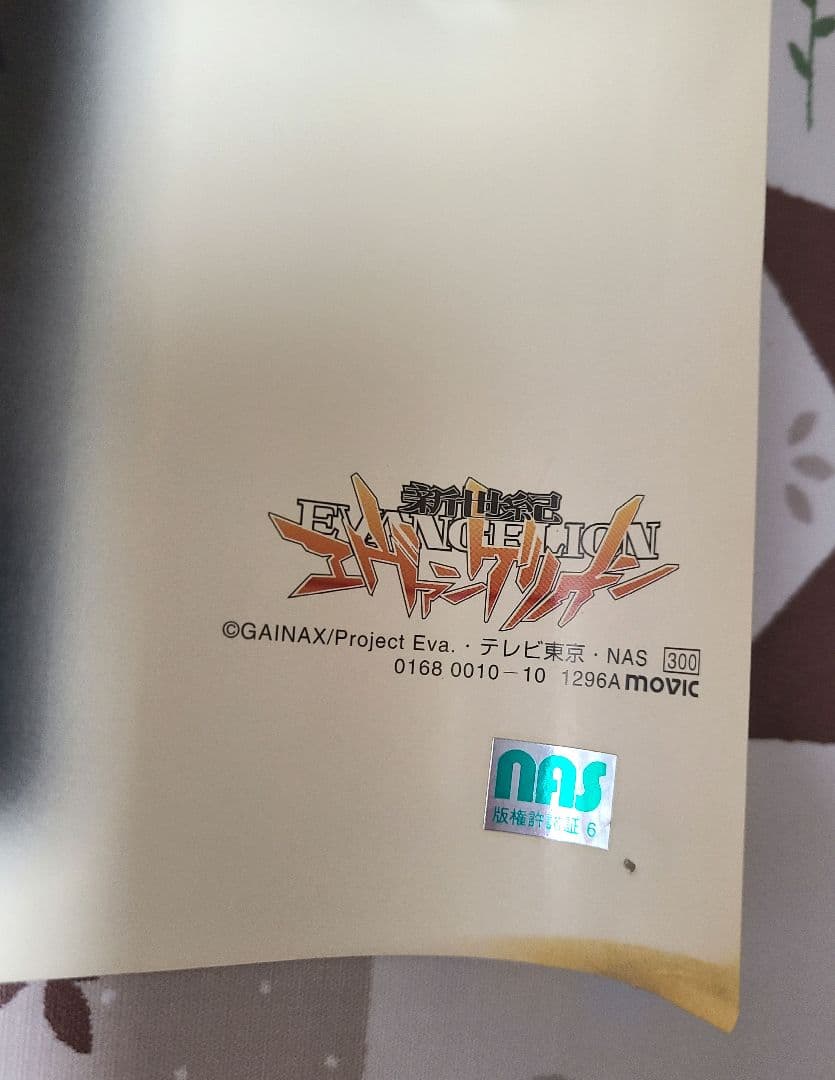 新世紀
EVANGELION
エヴァンゲリオン
©GAINAX/Project Eva.・テレビ東京・NAS 300
0168 0010-10 1296A movic
nas
版権許諾証 6